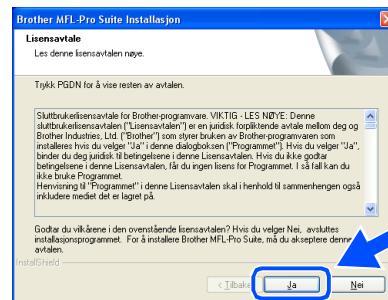 Brother MFL-Pro Suite Installasjon
Lisensavtale
Les denne lisensavtalen nøye.
Trykk PGDN for å vise resten av avtalen.
Sluttbrukerlisensavtale for Brother-programvare. VIKTIG - LES NØYE: Denne
sluttbrukerlisensavtalen ("Lisensavtalen") er en juridisk forpliktende avtale mellom deg og
Brother Industries, Ltd. ("Brother") som styrer bruken av Brother-programvaren som
installeres hvis du velger "Ja" i denne dialogboksen ("Programmet"). Hvis du velger "Ja",
binder du deg juridisk til betingelsene i denne Lisensavtalen. Hvis du ikke godtar
betingelsene i denne Lisensavtalen, får du ingen lisens for Programmet. I så fall kan du
ikke bruke Programmet.
Henvisning til "Programmet" i denne Lisensavtalen skal i henhold til sammenhengen også
inkludere mediet det er lagret på.
Godtar du vilkårene i den ovenstående lisensavtalen? Hvis du velger Nei, avsluttes
installasjonsprogrammet. For å installere Brother MFL-Pro Suite, må du akseptere denne
avtalen.
InstallShield
< Tilbake
Ja
Nei